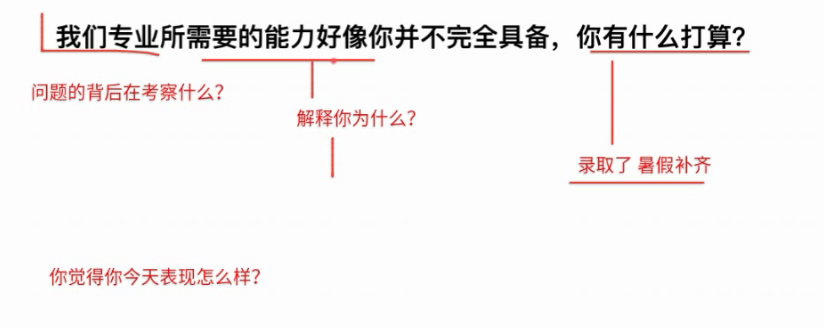 我们专业所需要的能力好像你并不完全具备，你有什么打算？
问题的背后在考察什么？
解释你为什么？
录取了 暑假补齐
你觉得你今天表现怎么样？